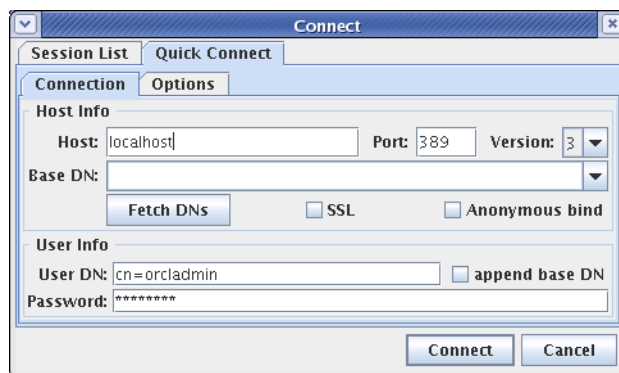 Connect
Session List Quick Connect
Connection Options
Host Info
Host: localhost Port: 389 Version: 3
Base DN:
Fetch DNs SSL Anonymous bind
User Info
User DN: cn=orcladmin append base DN
Password: ********
Connect Cancel